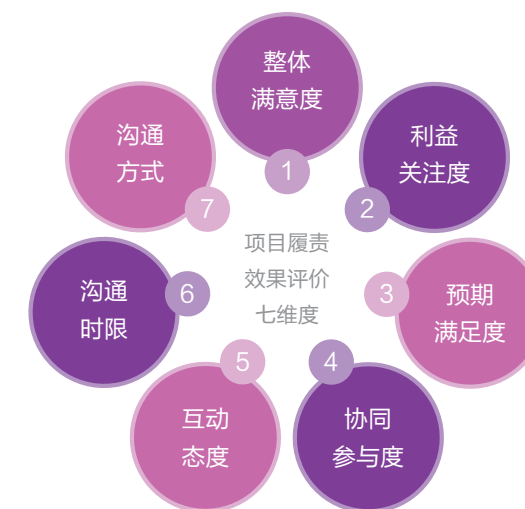 整体
满意度
1
利益
关注度
2
预期
满足度
3
协同
参与度
4
互动
态度
5
沟通
时限
6
沟通
方式
7
项目履责
效果评价
七维度